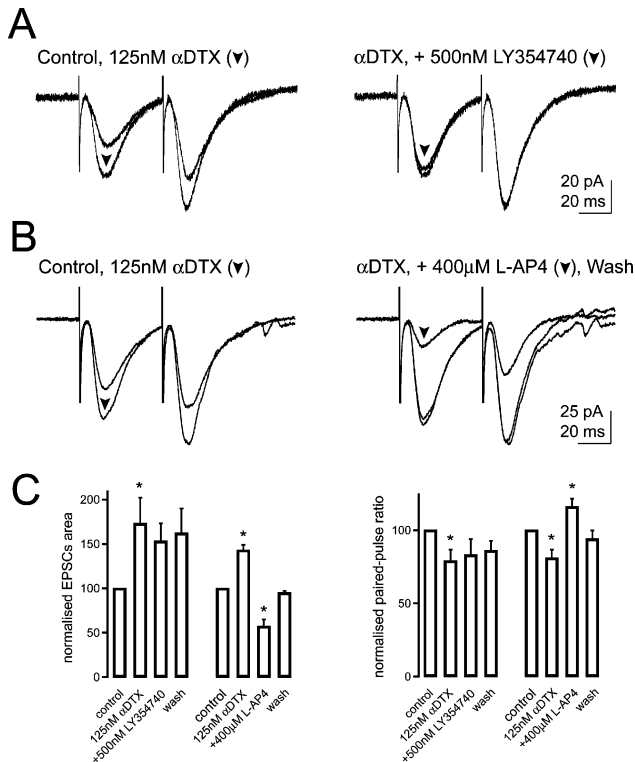 A
Control, 125nM αDTX ( )
αDTX, + 500nM LY354740 ( )
20 pA
20 ms
B
Control, 125nM αDTX ( )
αDTX, + 400μM L-AP4 ( ), Wash
25 pA
20 ms
C
normalised EPSCs area
200
150
100
50
0
*
*
*
control
125nM αDTX
+500nM LY354740
wash
control
125nM αDTX
+400μM L-AP4
wash
normalised paired-pulse ratio
100
50
0
*
*
*
control
125nM αDTX
+500nM LY354740
wash
control
125nM αDTX
+400μM L-AP4
wash